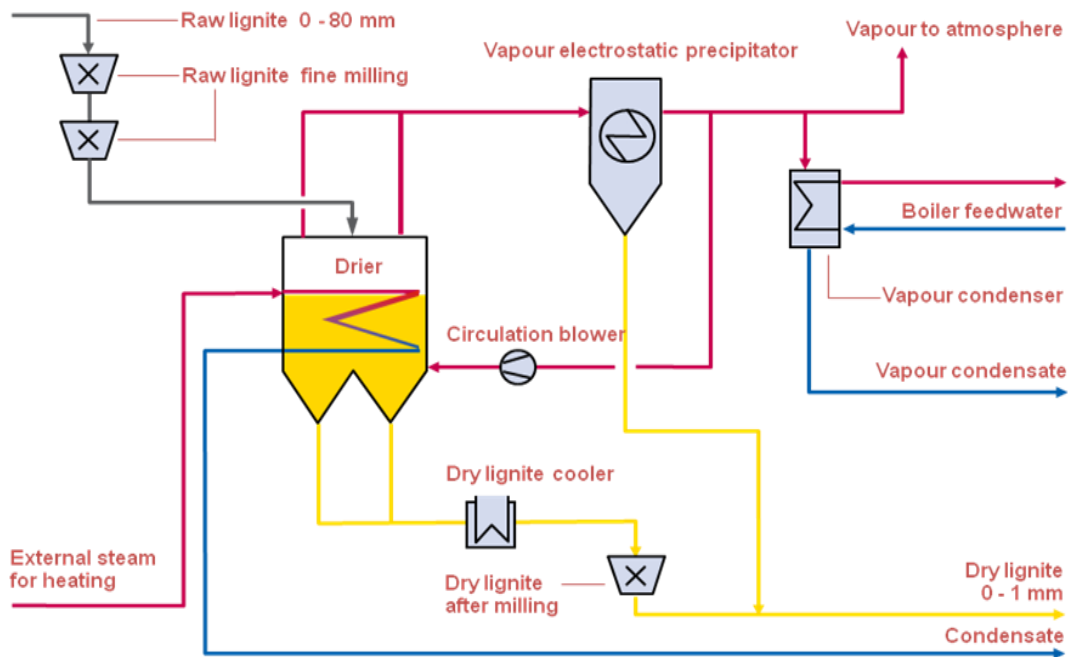 Raw lignite 0 - 80 mm
Vapour electrostatic precipitator
Vapour to atmosphere
Raw lignite fine milling
Boiler feedwater
Drier
Vapour condenser
Circulation blower
Vapour condensate
Dry lignite cooler
External steam
for heating
Dry lignite
after milling
Dry lignite
0 - 1 mm
Condensate